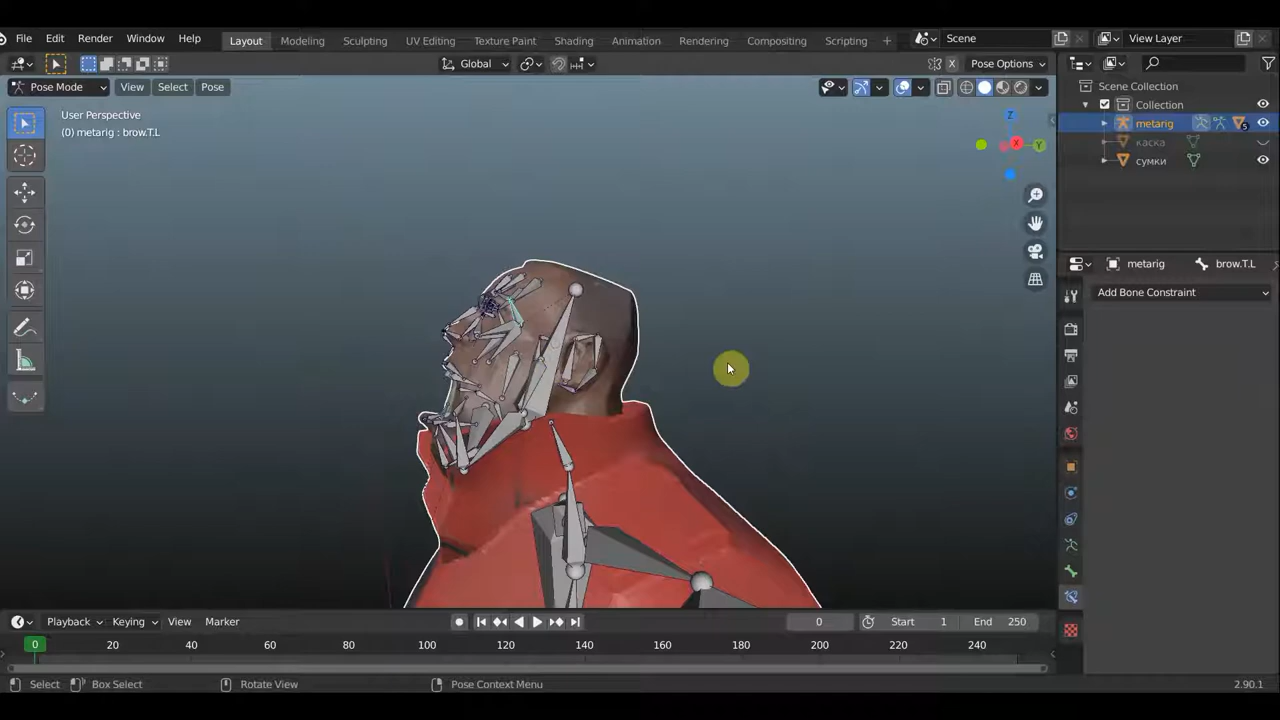 File Edit Render Window Help Layout Modeling Sculpting UV Editing Texture Paint Shading Animation Rendering Compositing Scripting + Scene View Layer
Global X Pose Options
Pose Mode View Select Pose
User Perspective
(0) metarig : brow.T.L
Z
X
Y
Scene Collection
Collection
metarig 5
каска
сумки
metarig brow.T.L
Add Bone Constraint
Playback Keying View Marker 0 Start 1 End 250
0 20 40 60 80 100 120 140 160 180 200 220 240
Select Box Select Rotate View Pose Context Menu 2.90.1